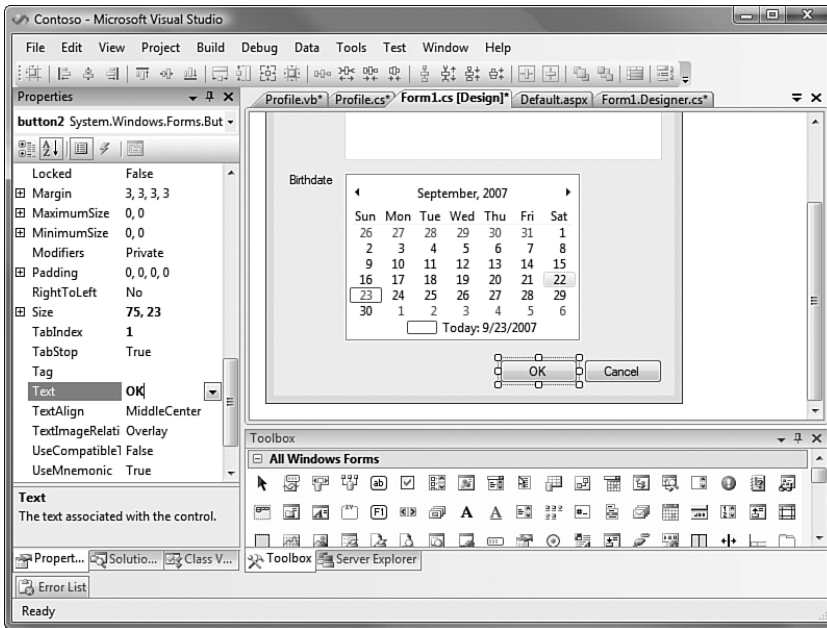 Contoso - Microsoft Visual Studio
File Edit View Project Build Debug Data Tools Test Window Help
Properties
button2 System.Windows.Forms.But
Locked False
Margin 3, 3, 3, 3
MaximumSize 0, 0
MinimumSize 0, 0
Modifiers Private
Padding 0, 0, 0, 0
RightToLeft No
Size 75, 23
TabIndex 1
TabStop True
Tag
Text OK
TextAlign MiddleCenter
TextImageRelati Overlay
UseCompatibleT False
UseMnemonic True
Text
The text associated with the control.
Propert... Solutio... Class V...
Profile.vb* Profile.cs* Form1.cs [Design]* Default.aspx Form1.Designer.cs*
Birthdate
September, 2007
Sun Mon Tue Wed Thu Fri Sat
26 27 28 29 30 31 1
2 3 4 5 6 7 8
9 10 11 12 13 14 15
16 17 18 19 20 21 22
23 24 25 26 27 28 29
30 1 2 3 4 5 6
Today: 9/23/2007
OK Cancel
Toolbox
All Windows Forms
Toolbox Server Explorer
Error List
Ready